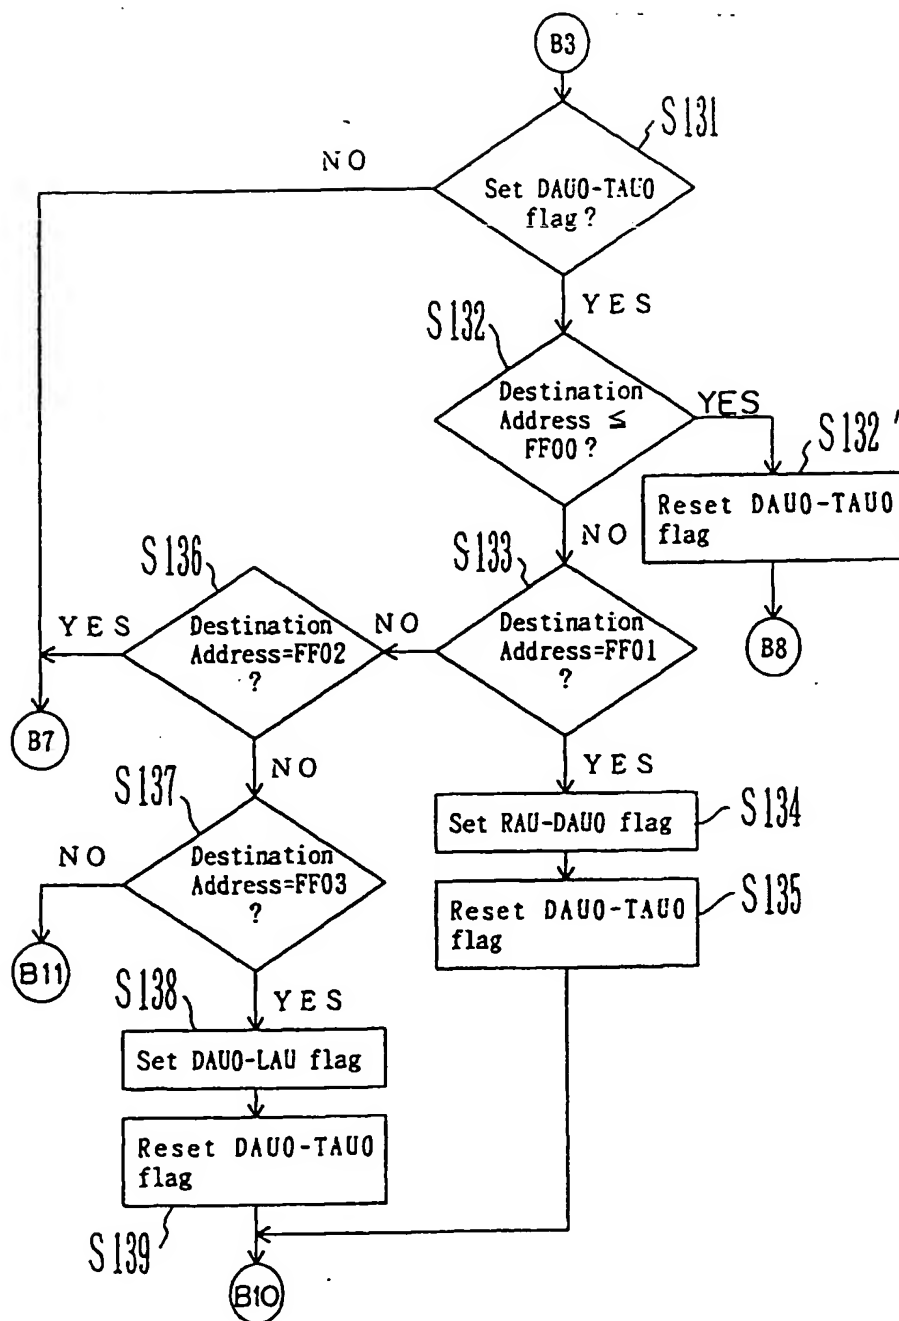 B3
S131
NO
Set DAU0-TAU0
flag?
YES
S132
Destination
Address ≤
FF00?
YES
S132'
Reset DAU0-TAU0
flag
NO
B8
S133
Destination
Address=FF01
?
NO
S136
Destination
Address=FF02
?
YES
B7
NO
YES
S137
Set RAU-DAU0 flag
S134
Destination
Address=FF03
?
NO
Reset DAU0-TAU0
flag
S135
B11
YES
S138
Set DAU0-LAU flag
Reset DAU0-TAU0
flag
S139
B10